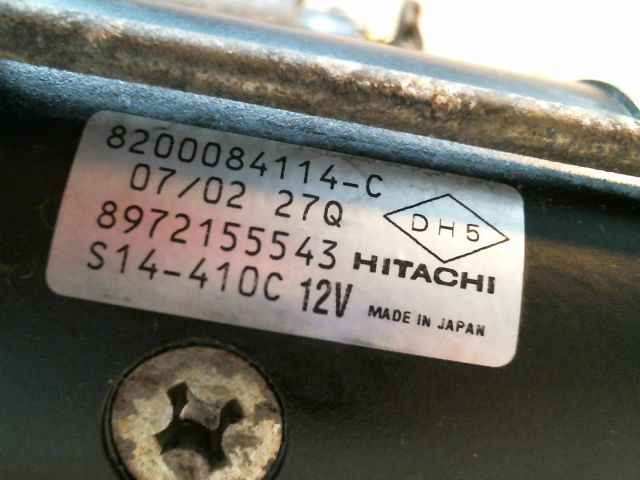 8200084114-C
07/02 27Q
8972155543
S14-410C 12V
DH5
HITACHI
MADE IN JAPAN